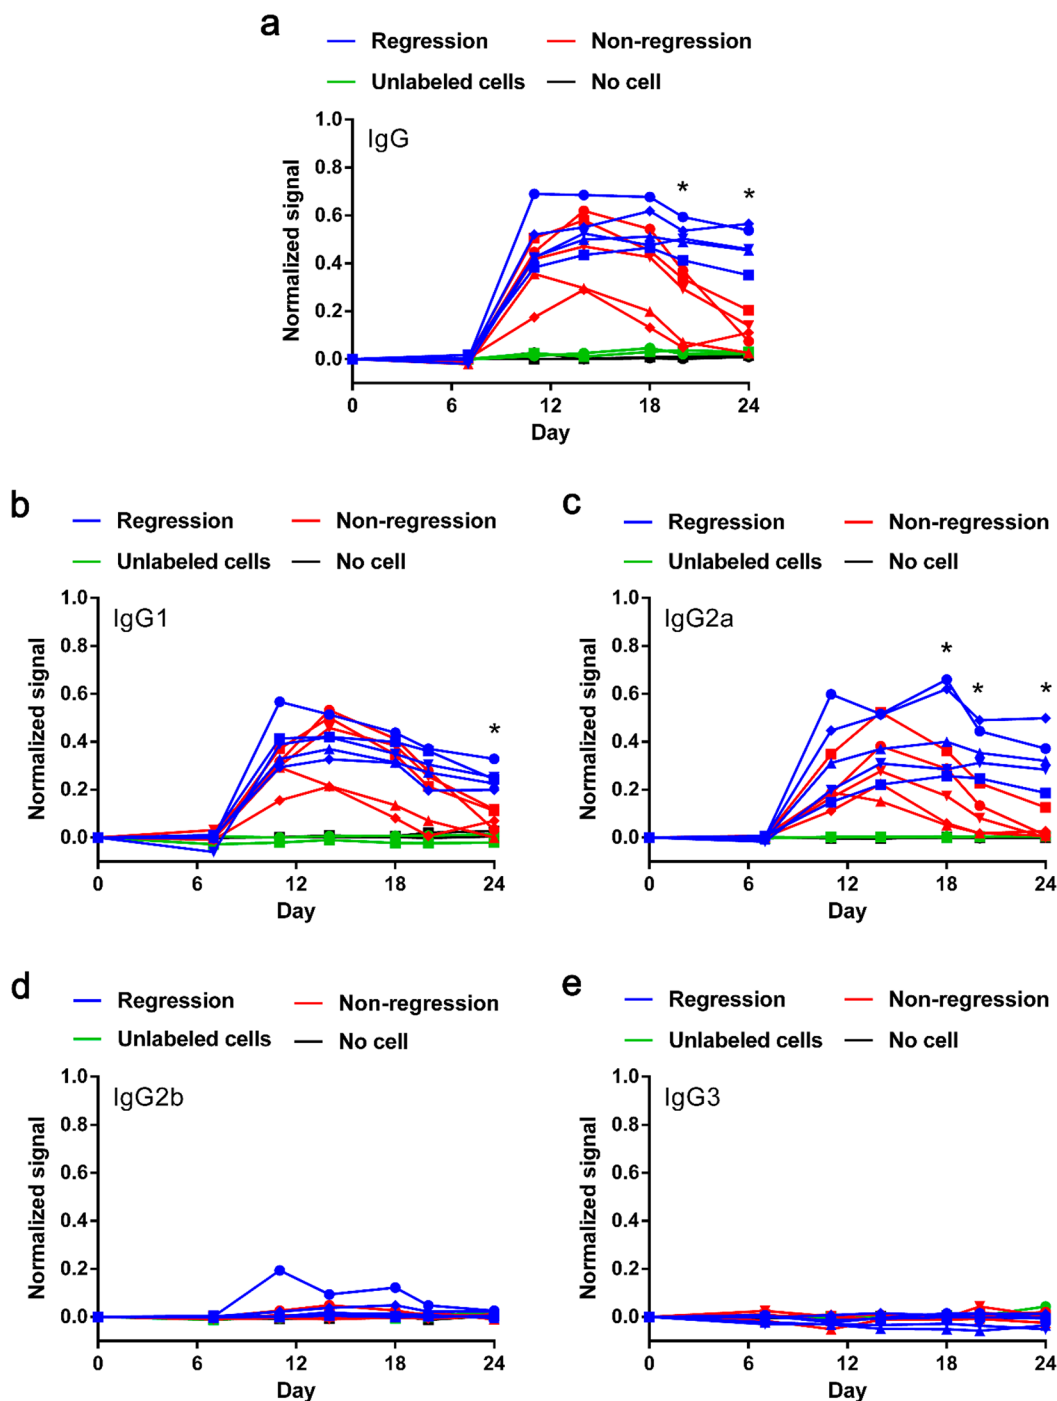 a
Regression
Non-regression
Unlabeled cells
No cell
IgG
Normalized signal
1.0
0.8
0.6
0.4
0.2
0.0
*
*
0
6
12
18
24
Day
b
Regression
Non-regression
Unlabeled cells
No cell
IgG1
Normalized signal
1.0
0.8
0.6
0.4
0.2
0.0
*
0
6
12
18
24
Day
c
Regression
Non-regression
Unlabeled cells
No cell
IgG2a
Normalized signal
1.0
0.8
0.6
0.4
0.2
0.0
*
*
*
0
6
12
18
24
Day
d
Regression
Non-regression
Unlabeled cells
No cell
IgG2b
Normalized signal
1.0
0.8
0.6
0.4
0.2
0.0
0
6
12
18
24
Day
e
Regression
Non-regression
Unlabeled cells
No cell
IgG3
Normalized signal
1.0
0.8
0.6
0.4
0.2
0.0
0
6
12
18
24
Day